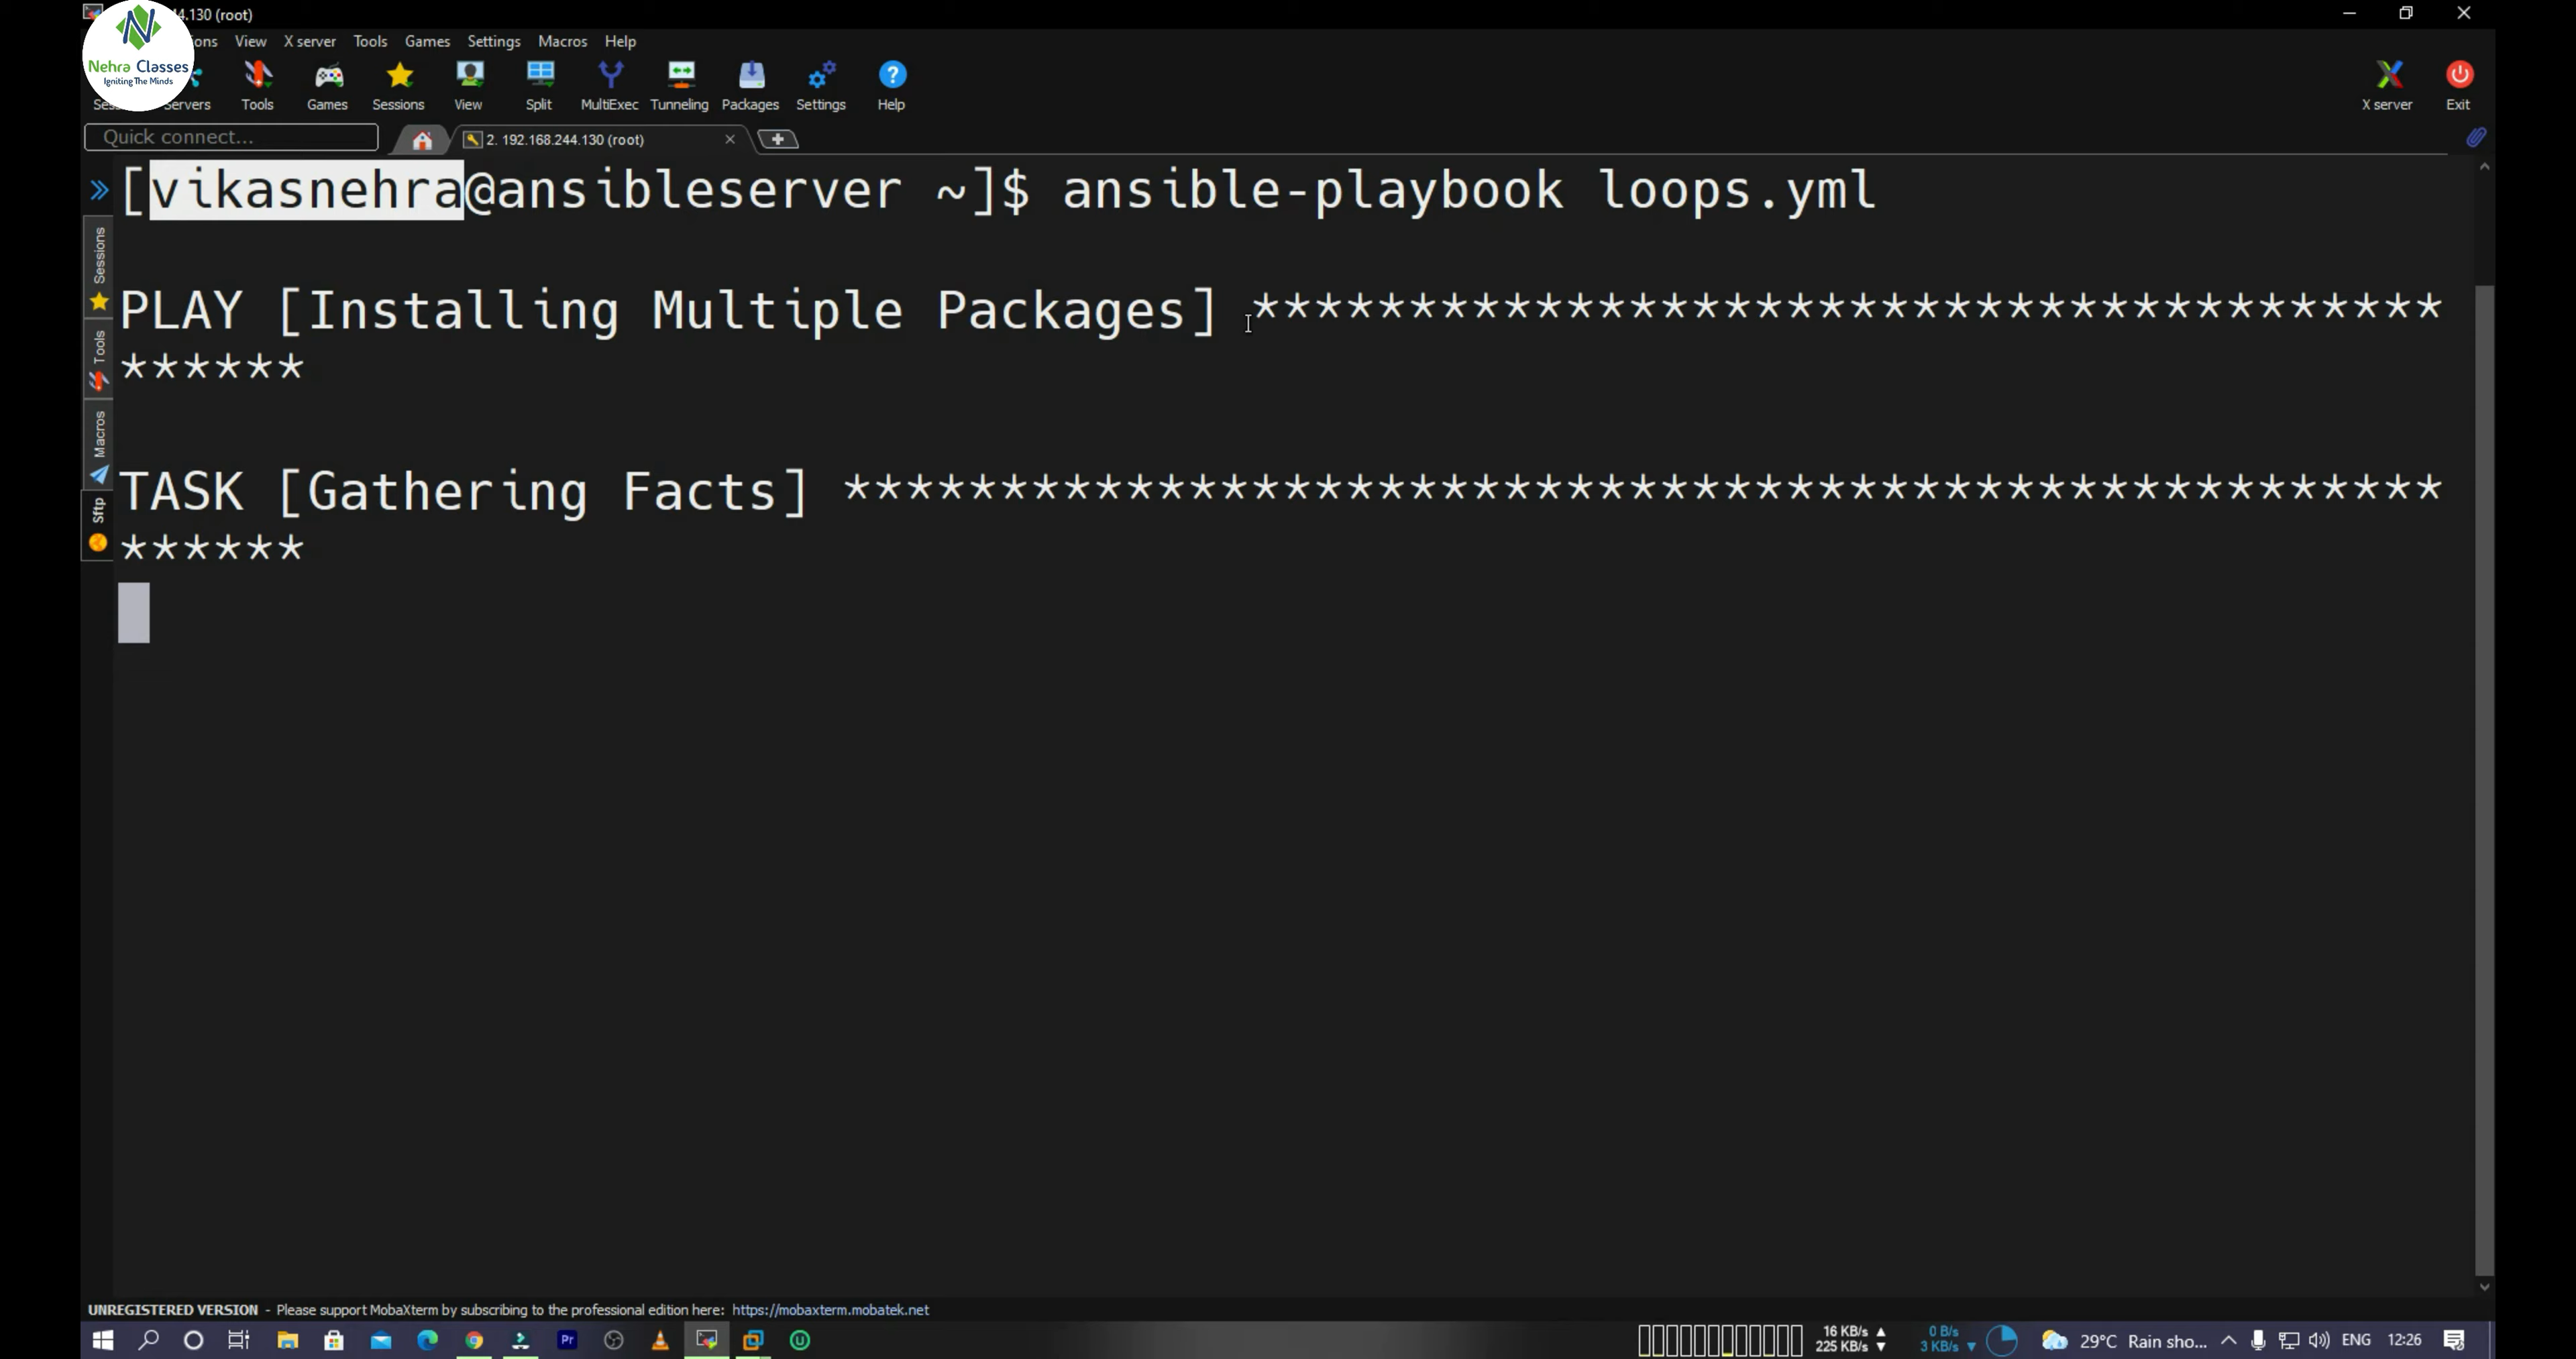 44.130 (root)
Nehra Classes
Igniting The Minds
ions View X server Tools Games Settings Macros Help
Sess Servers Tools Games Sessions View Split MultiExec Tunneling Packages Settings Help X server Exit
Quick connect... 2. 192.168.244.130 (root)
[vikasnehra@ansibleserver ~]$ ansible-playbook loops.yml
PLAY [Installing Multiple Packages] **************************************
******
TASK [Gathering Facts] ***************************************************
******
Sessions
Tools
Macros
Sftp
UNREGISTERED VERSION - Please support MobaXterm by subscribing to the professional edition here: https://mobaxterm.mobatek.net
Pr
16 KB/s
225 KB/s
0 B/s
3 KB/s
29°C Rain sho... ENG 12:26